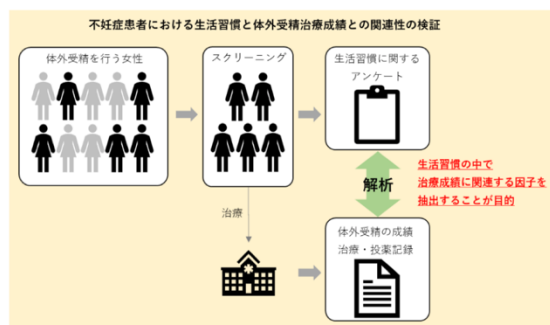 不妊症患者における生活習慣と体外受精治療成績との関連性の検証
体外受精を行う女性
スクリーニング
生活習慣に関する
アンケート
解析
生活習慣の中で
治療成績に関連する因子を
抽出することが目的
治療
体外受精の成績
治療・投薬記録